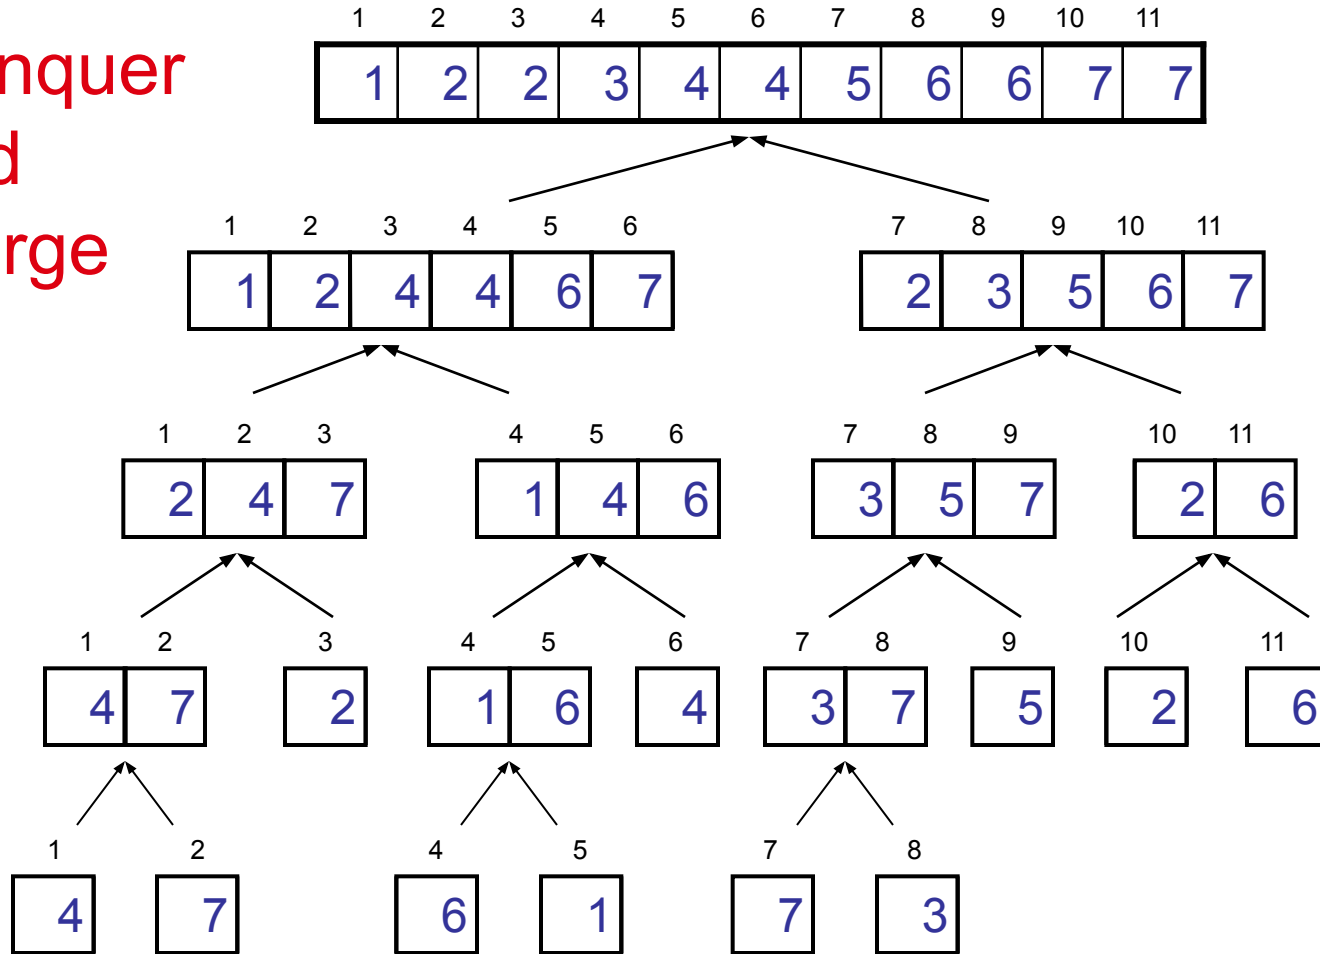 1 2 3 4 5 6 7 8 9 10 11
nquer
1 2 2 3 4 4 5 6 6 7 7
d
rge
1 2 3 4 5 6 7 8 9 10 11
1 2 4 4 6 7 2 3 5 6 7
1 2 3 4 5 6 7 8 9 10 11
2 4 7 1 4 6 3 5 7 2 6
1 2 3 4 5 6 7 8 9 10 11
4 7 2 1 6 4 3 7 5 2 6
1 2 4 5 7 8
4 7 6 1 7 3